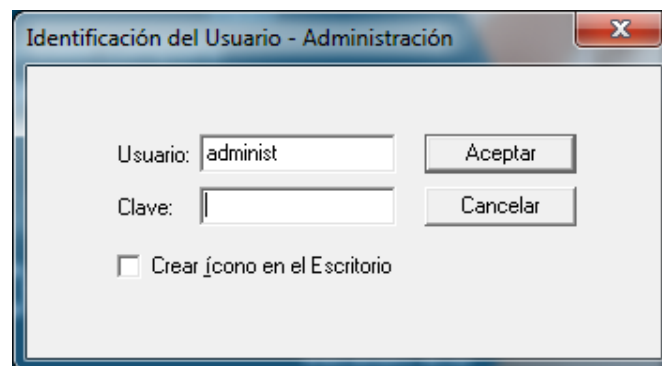 Identificación del Usuario - Administración
Usuario: administ Aceptar
Clave: Cancelar
Crear ícono en el Escritorio